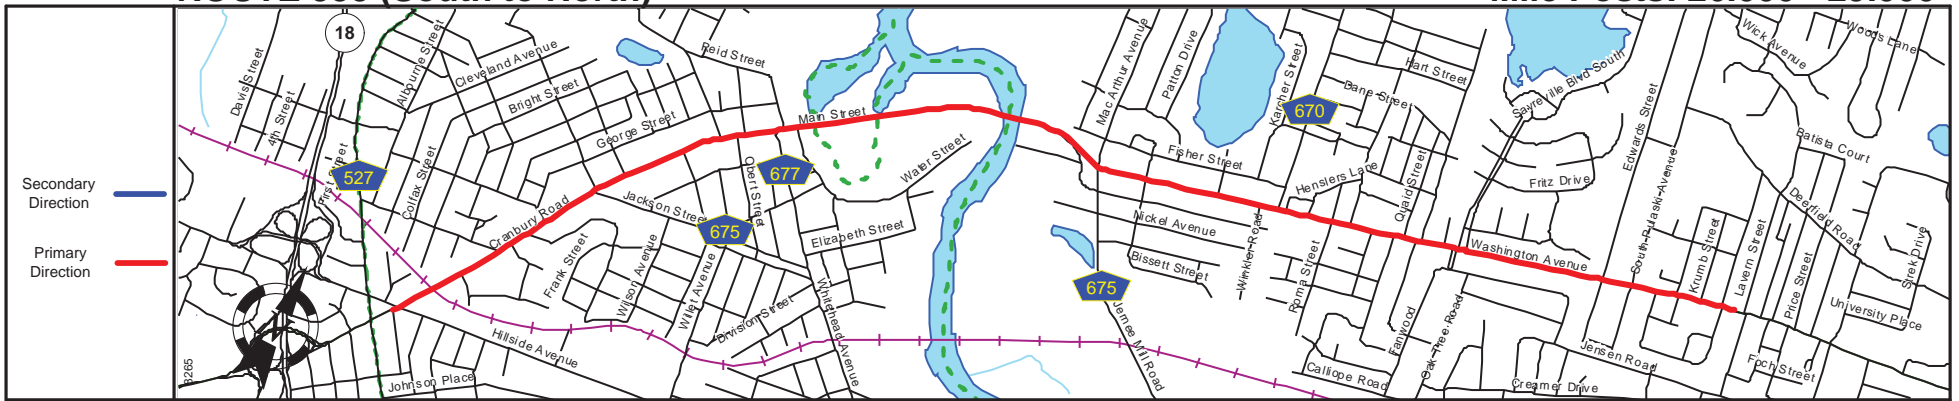 18
Reid Street
Mac Arthur Avenue
Patton Drive
Karcher Street
Hart Street
Dane Street
Sayreville Blvd South
Wick Avenue
Woods Lane
Davis Street
4th Street
Albourne Street
Cleveland Avenue
Bright Street
George Street
Main Street
670
Fisher Street
Henslers Lane
Quaid Street
Fritz Drive
Edwards Street
Batista Court
Secondary
Direction
527
First Street
Colfax Street
Cranbury Road
Jackson Street
Obert Street
677
675
Water Street
Elizabeth Street
Nickel Avenue
Bissett Street
Winkler Road
Roma Street
Washington Avenue
South Pulaski Avenue
Krumb Street
Lavern Street
Price Street
Deerfield Road
Primary
Direction
Frank Street
Wilson Avenue
Willet Avenue
Division Street
Whitehead Avenue
675
Jernee Mill Road
Fanwood
Oak Tree Road
University Place
Hillside Avenue
Johnson Place
Calliope Road
Jensen Road
Creamer Drive
Foch Street